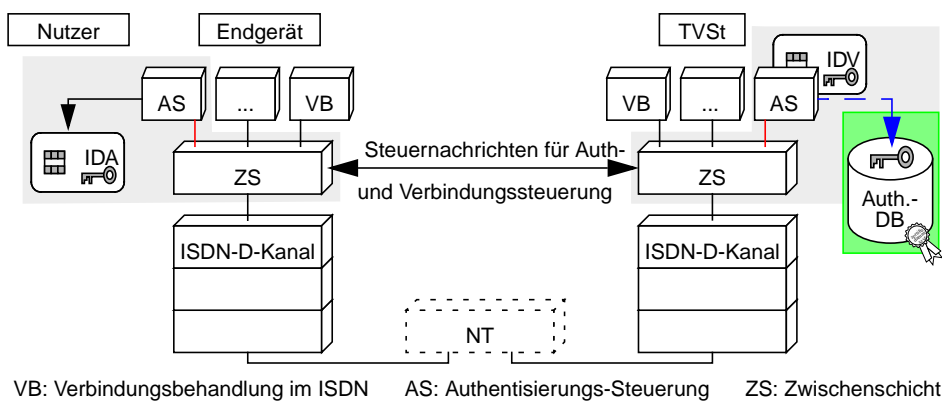 Nutzer
Endgerät
TVSt
IDV
AS
...
VB
VB
...
AS
IDA
ZS
Steuernachrichten für Auth-
und Verbindungssteuerung
ZS
Auth.-
DB
ISDN-D-Kanal
ISDN-D-Kanal
NT
VB: Verbindungsbehandlung im ISDN
AS: Authentisierungs-Steuerung
ZS: Zwischenschicht